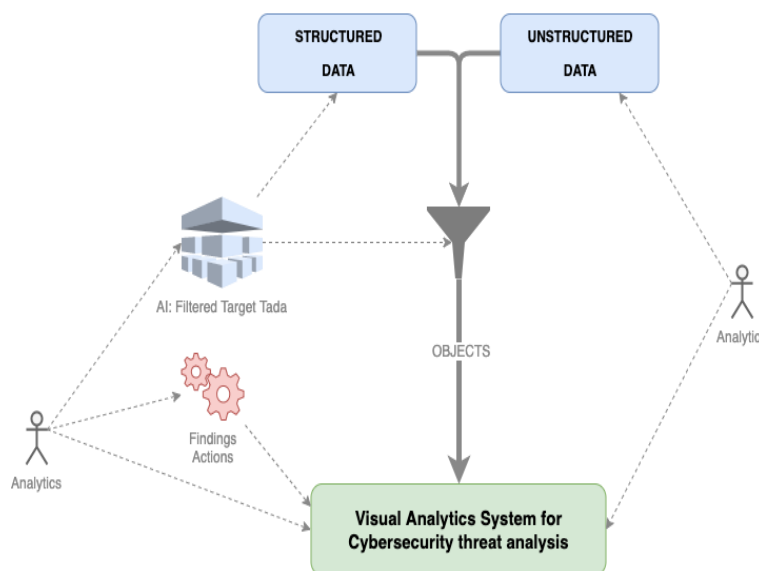 STRUCTURED
DATA
UNSTRUCTURED
DATA
AI: Filtered Target Tada
OBJECTS
Analytic
Findings
Actions
Analytics
Visual Analytics System for
Cybersecurity threat analysis